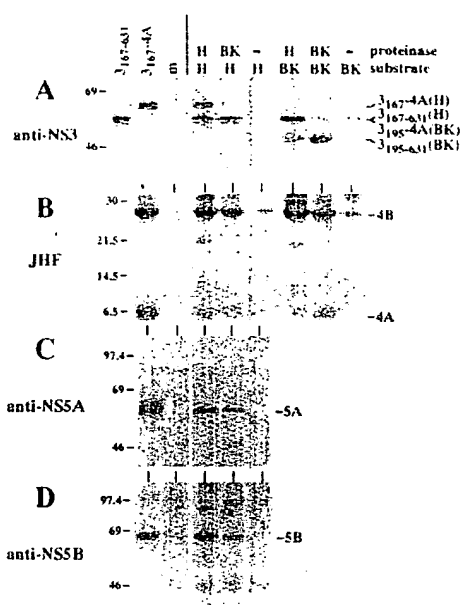 3167-631
3167-4A
m
H BK – H BK – proteinase
H H H BK BK BK substrate
A
69
46
anti-NS3
3167-4A(H)
3167-631(H)
3195-4A(BK)
3195-631(BK)
B
JHF
30
21.5
14.5
6.5
4B
4A
C
anti-NS5A
97.4
69
46
5A
D
anti-NS5B
97.4
69
46
5B